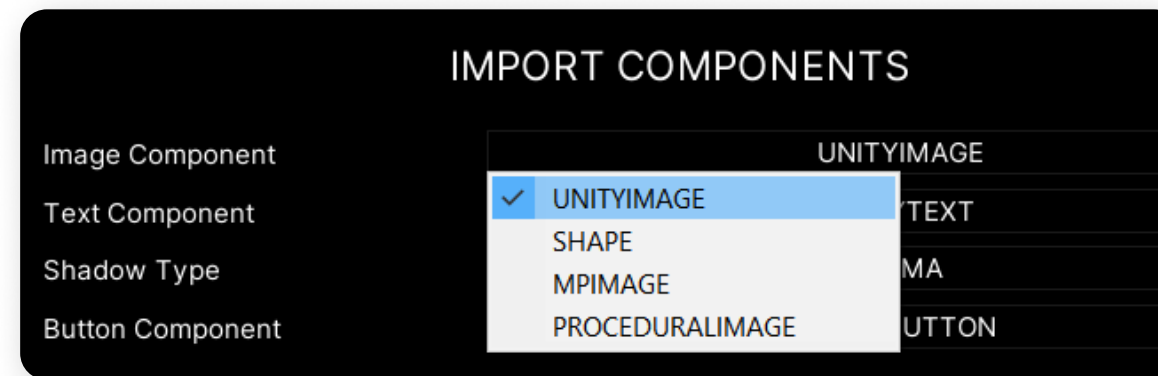 IMPORT COMPONENTS
Image Component UNITYIMAGE
UNITYIMAGE
Text Component YTEXT
SHAPE
Shadow Type MA
MPIMAGE
Button Component UTTON
PROCEDURALIMAGE